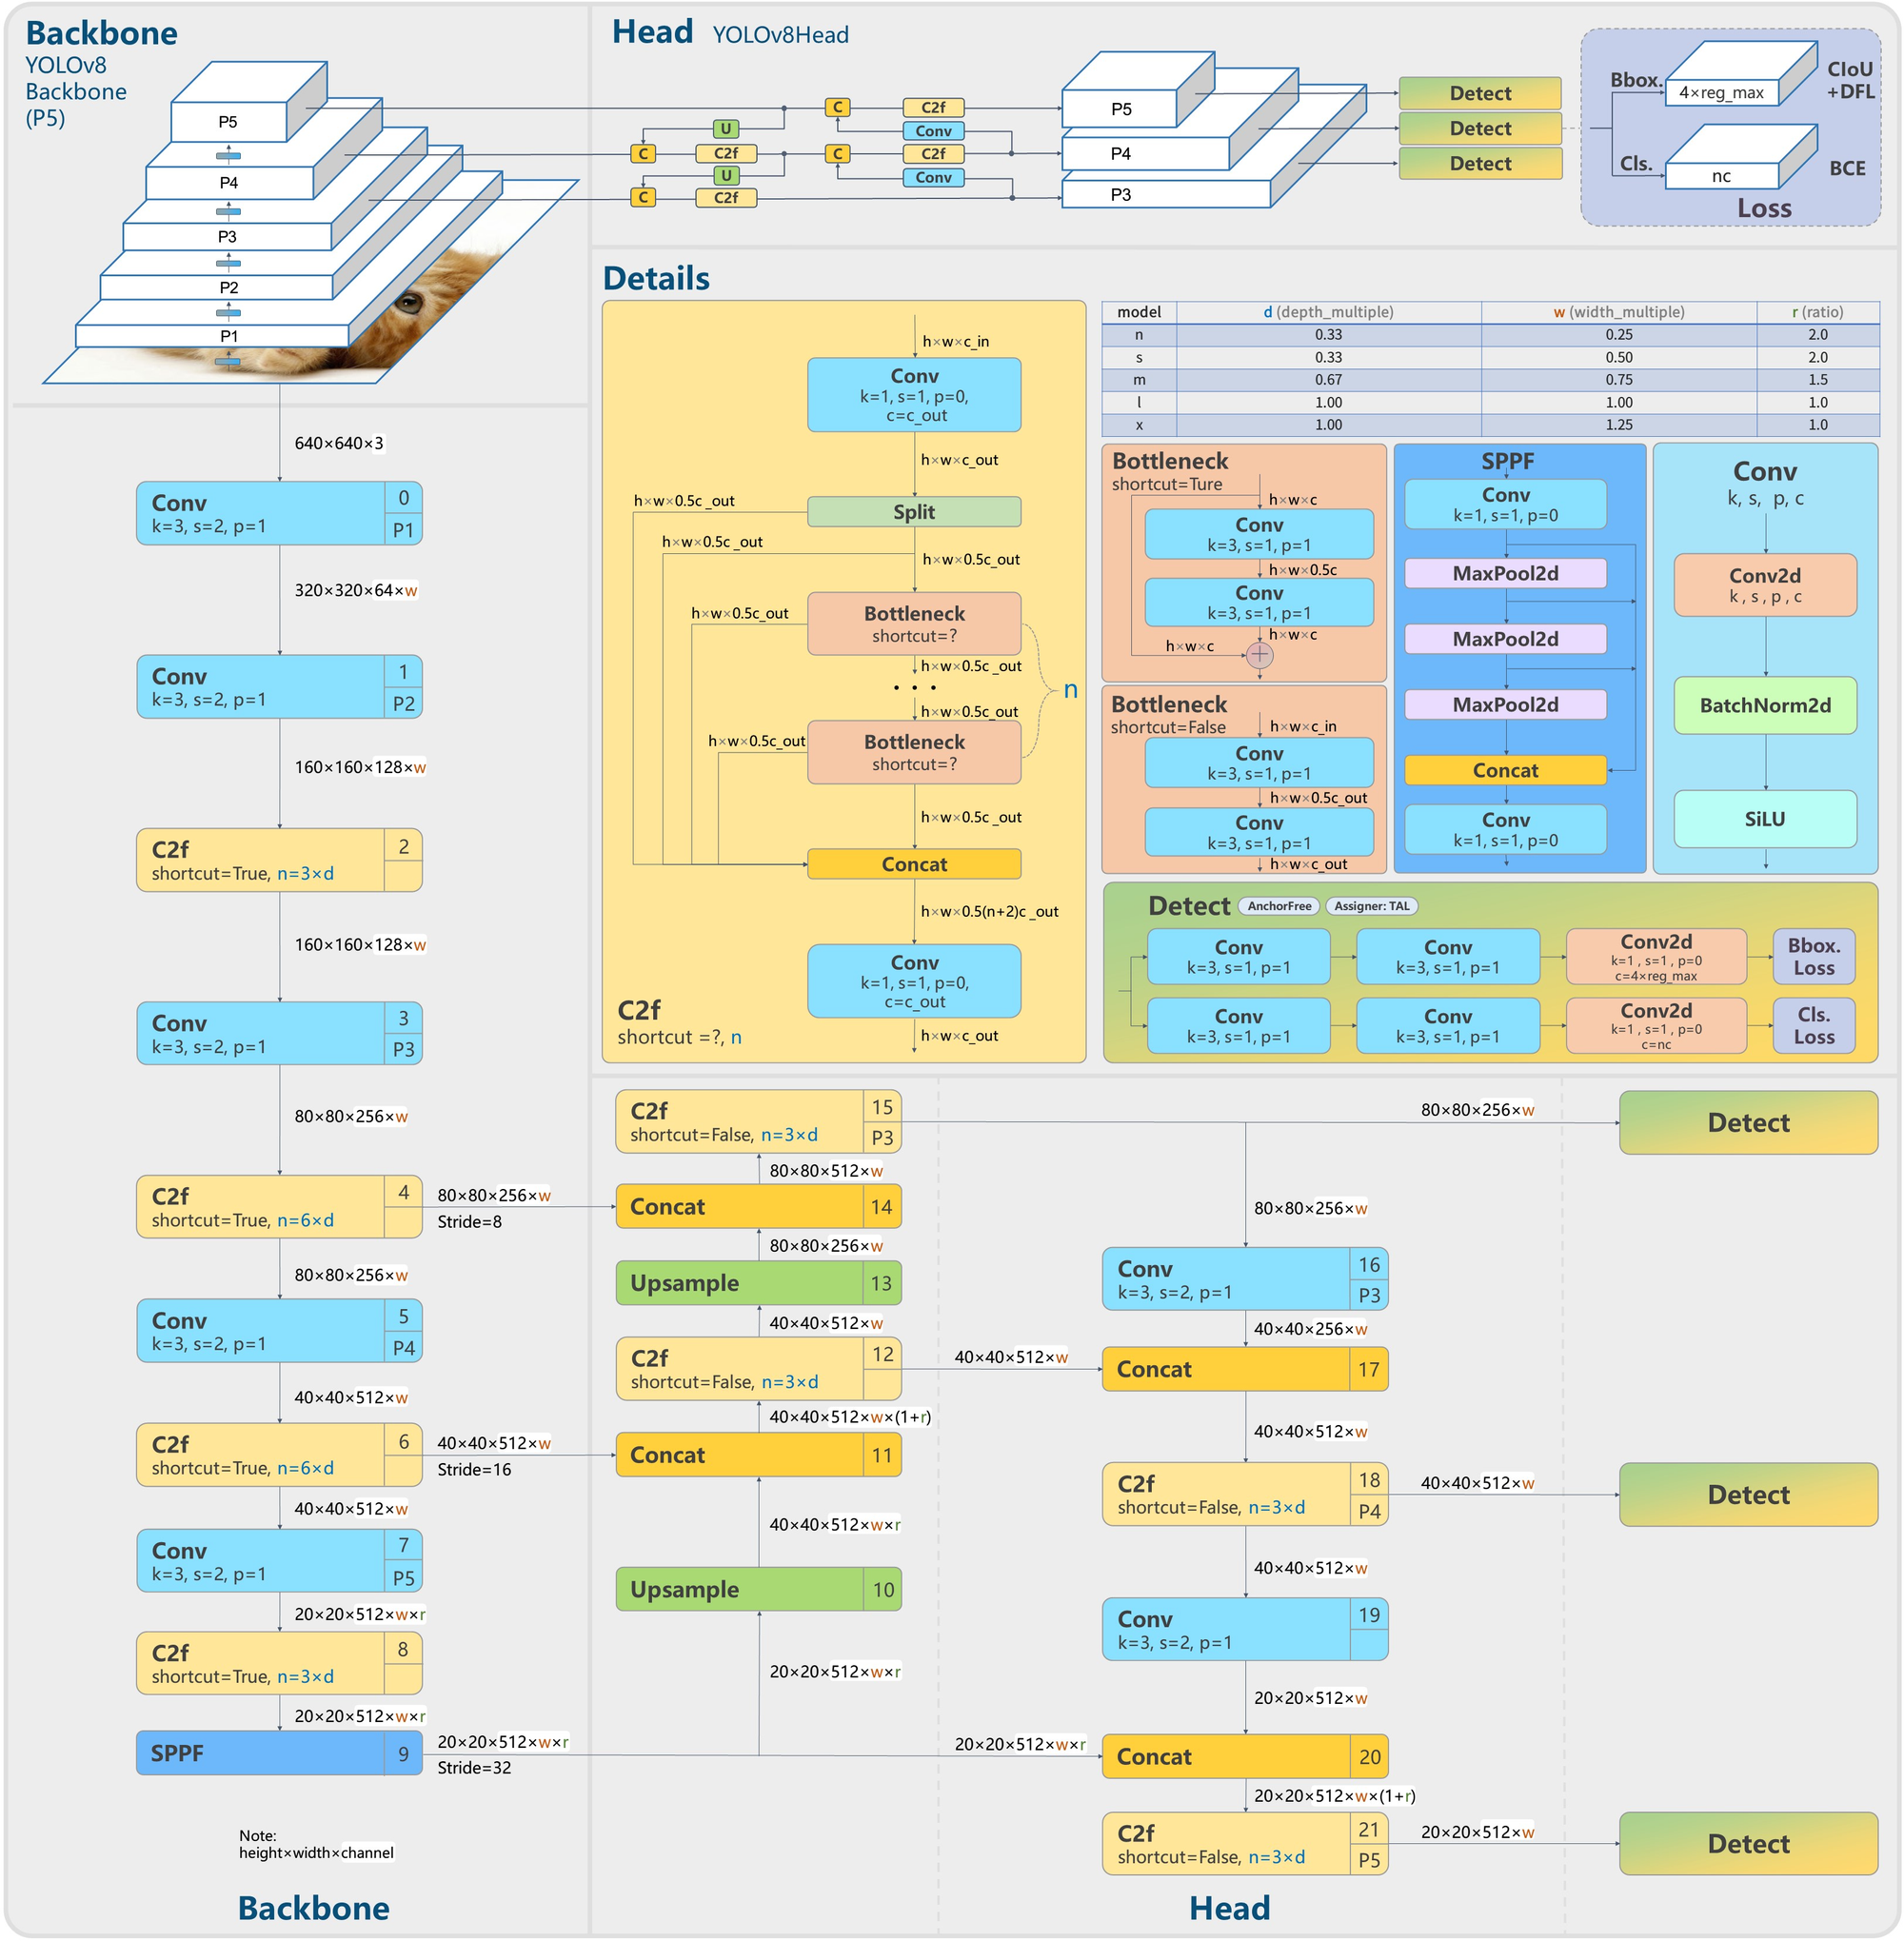 Backbone
YOLOv8
Backbone
(P5)
P5
P4
P3
P2
P1
Head YOLOv8Head
C
C2f
U
Conv
C
C2f
C
C2f
U
Conv
C
C2f
P5
P4
P3
Detect
Detect
Detect
Bbox.
4×reg_max
CIoU
+DFL
Cls.
nc
BCE
Loss
640×640×3
Conv
k=3, s=2, p=1
0
P1
320×320×64×w
Conv
k=3, s=2, p=1
1
P2
160×160×128×w
C2f
shortcut=True, n=3×d
2
160×160×128×w
Conv
k=3, s=2, p=1
3
P3
80×80×256×w
C2f
shortcut=True, n=6×d
4
80×80×256×w
Stride=8
80×80×256×w
Conv
k=3, s=2, p=1
5
P4
40×40×512×w
C2f
shortcut=True, n=6×d
6
40×40×512×w
Stride=16
40×40×512×w
Conv
k=3, s=2, p=1
7
P5
20×20×512×w×r
C2f
shortcut=True, n=3×d
8
20×20×512×w×r
SPPF
9
20×20×512×w×r
Stride=32
Note:
height×width×channel
Backbone
Details
h×w×c_in
Conv
k=1, s=1, p=0,
c=c_out
h×w×c_out
h×w×0.5c_out
Split
h×w×0.5c_out
h×w×0.5c_out
h×w×0.5c_out
Bottleneck
shortcut=?
h×w×0.5c_out
. . .
n
h×w×0.5c_out
h×w×0.5c_out
Bottleneck
shortcut=?
h×w×0.5c_out
Concat
h×w×0.5(n+2)c_out
Conv
k=1, s=1, p=0,
c=c_out
C2f
shortcut =?, n
h×w×c_out
model d (depth_multiple) w (width_multiple) r (ratio)
n 0.33 0.25 2.0
s 0.33 0.50 2.0
m 0.67 0.75 1.5
l 1.00 1.00 1.0
x 1.00 1.25 1.0
Bottleneck
shortcut=Ture
h×w×c
Conv
k=3, s=1, p=1
h×w×0.5c
Conv
k=3, s=1, p=1
h×w×c
h×w×c
+
Bottleneck
shortcut=False
h×w×c_in
Conv
k=3, s=1, p=1
h×w×0.5c_out
Conv
k=3, s=1, p=1
h×w×c_out
SPPF
Conv
k=1, s=1, p=0
MaxPool2d
MaxPool2d
MaxPool2d
Concat
Conv
k=1, s=1, p=0
Conv
k, s, p, c
Conv2d
k , s , p , c
BatchNorm2d
SiLU
Detect AnchorFree Assigner: TAL
Conv
k=3, s=1, p=1
Conv
k=3, s=1, p=1
Conv2d
k=1 , s=1 , p=0
c=4×reg_max
Bbox.
Loss
Conv
k=3, s=1, p=1
Conv
k=3, s=1, p=1
Conv2d
k=1 , s=1 , p=0
c=nc
Cls.
Loss
C2f
shortcut=False, n=3×d
15
P3
80×80×512×w
Concat
14
80×80×256×w
Upsample
13
40×40×512×w
C2f
shortcut=False, n=3×d
12
40×40×512×w×(1+r)
Concat
11
40×40×512×w×r
Upsample
10
20×20×512×w×r
80×80×256×w
Detect
80×80×256×w
Conv
k=3, s=2, p=1
16
P3
40×40×256×w
40×40×512×w
Concat
17
40×40×512×w
C2f
shortcut=False, n=3×d
18
P4
40×40×512×w
Detect
40×40×512×w
Conv
k=3, s=2, p=1
19
20×20×512×w
20×20×512×w×r
Concat
20
20×20×512×w×(1+r)
C2f
shortcut=False, n=3×d
21
P5
20×20×512×w
Detect
Head